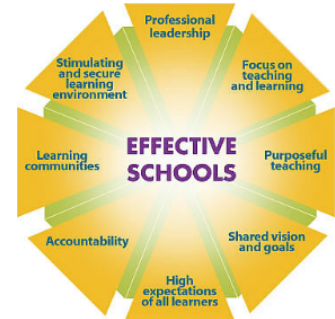 Professional
leadership
Stimulating
and secure
learning
environment
Focus on
teaching
and learning
EFFECTIVE
SCHOOLS
Learning
communities
Purposeful
teaching
Accountability
Shared vision
and goals
High
expectations
of all learners